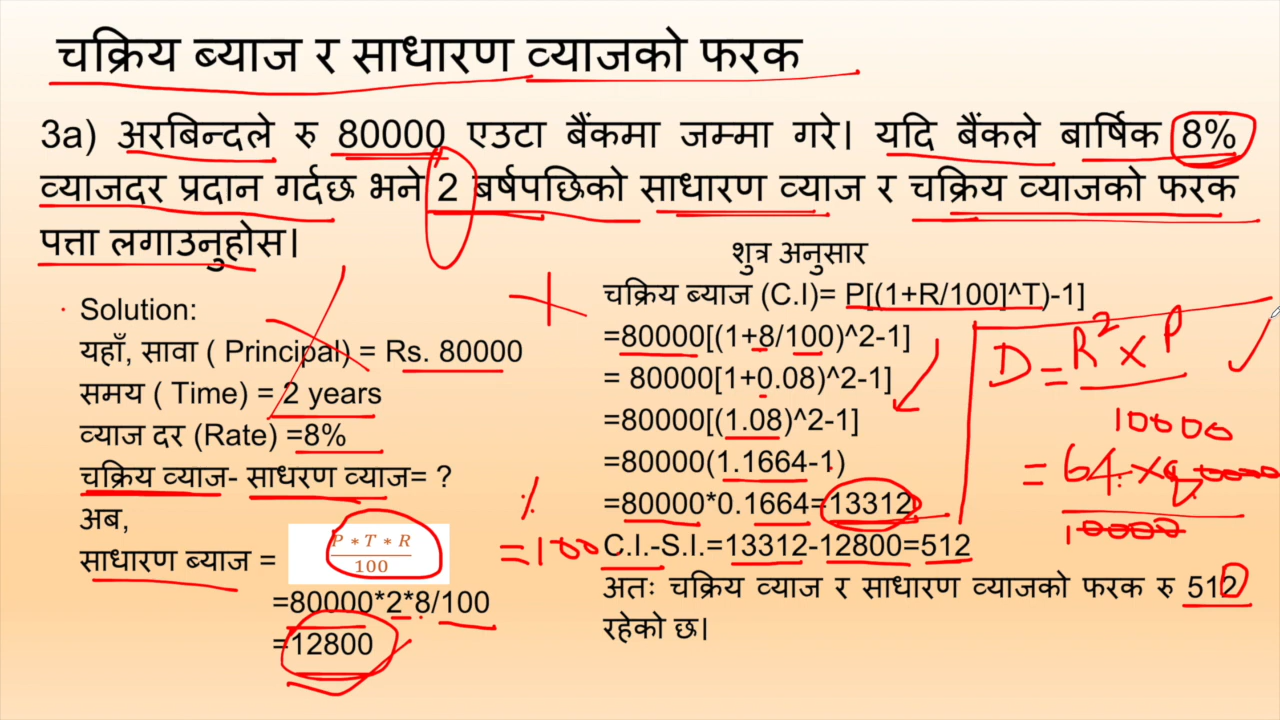 चक्रिय ब्याज र साधारण व्याजको फरक
3a) अरबिन्दले रु 80000 एउटा बैंकमा जम्मा गरे। यदि बैंकले बार्षिक 8%
व्याजदर प्रदान गर्दछ भने 2 बर्षपछिको साधारण व्याज र चक्रिय व्याजको फरक
पत्ता लगाउनुहोस।
Solution:
यहाँ, सावा ( Principal) = Rs. 80000
समय ( Time) = 2 years
ब्याज दर (Rate) =8%
चक्रिय व्याज- साधरण व्याज= ?
अब,
साधारण ब्याज = P * T * R
100
=80000*2*8/100
=12800
शुत्र अनुसार
चक्रिय ब्याज (C.I)= P[(1+R/100]^T)-1]
=80000[(1+8/100)^2-1]
= 80000[1+0.08)^2-1]
=80000[(1.08)^2-1]
=80000(1.1664-1)
=80000*0.1664=13312
C.I.-S.I.=13312-12800=512
अतः चक्रिय ब्याज र साधारण व्याजको फरक रु 512
रहेको छ।
%
=100
D = R² × P
10000
= 64 × 80000
10000